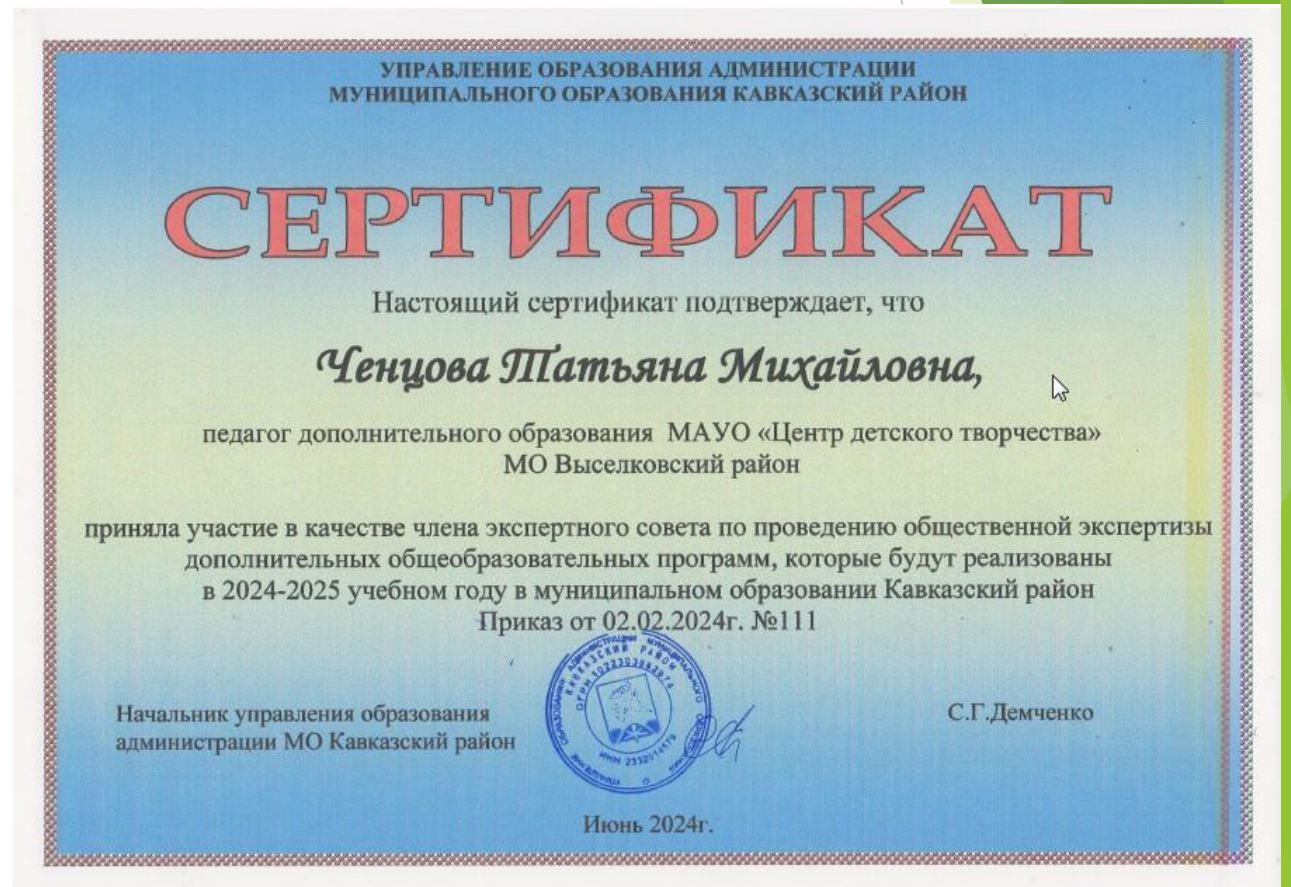 УПРАВЛЕНИЕ ОБРАЗОВАНИЯ АДМИНИСТРАЦИИ
МУНИЦИПАЛЬНОГО ОБРАЗОВАНИЯ КАВКАЗСКИЙ РАЙОН
СЕРТИФИКАТ
Настоящий сертификат подтверждает, что
Ченцова Татьяна Михайловна,
педагог дополнительного образования МАУО «Центр детского творчества»
МО Выселковский район
приняла участие в качестве члена экспертного совета по проведению общественной экспертизы
дополнительных общеобразовательных программ, которые будут реализованы
в 2024-2025 учебном году в муниципальном образовании Кавказский район
Приказ от 02.02.2024г. №111
КАВКАЗСКИЙ РАЙОН
Начальник управления образования
администрации МО Кавказский район
С.Г.Демченко
Июнь 2024г.